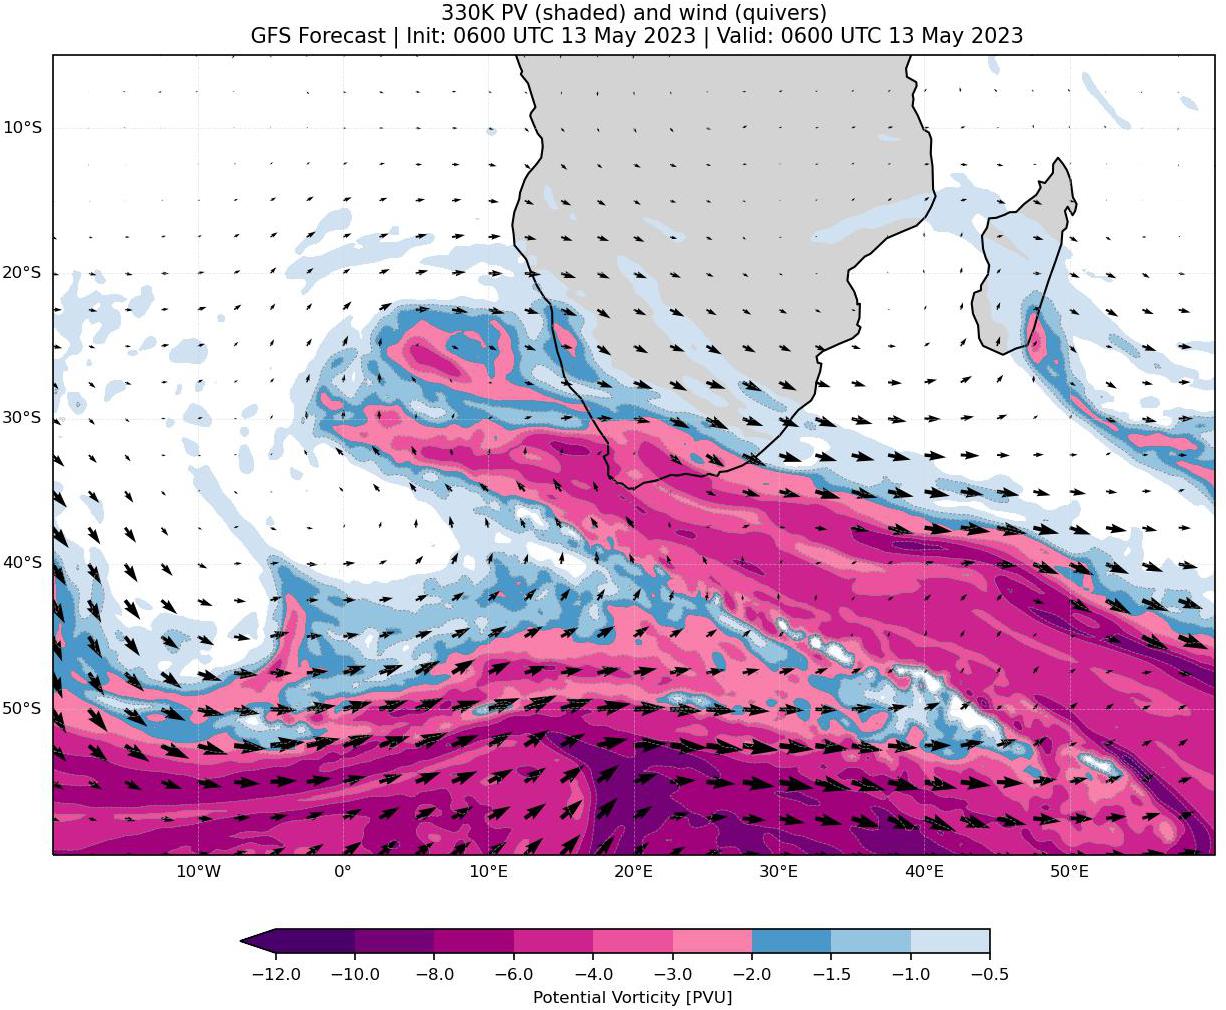 330K PV (shaded) and wind (quivers)
GFS Forecast | Init: 0600 UTC 13 May 2023 | Valid: 0600 UTC 13 May 2023
10°S
20°S
30°S
40°S
50°S
10°W 0° 10°E 20°E 30°E 40°E 50°E
−12.0 −10.0 −8.0 −6.0 −4.0 −3.0 −2.0 −1.5 −1.0 −0.5
Potential Vorticity [PVU]